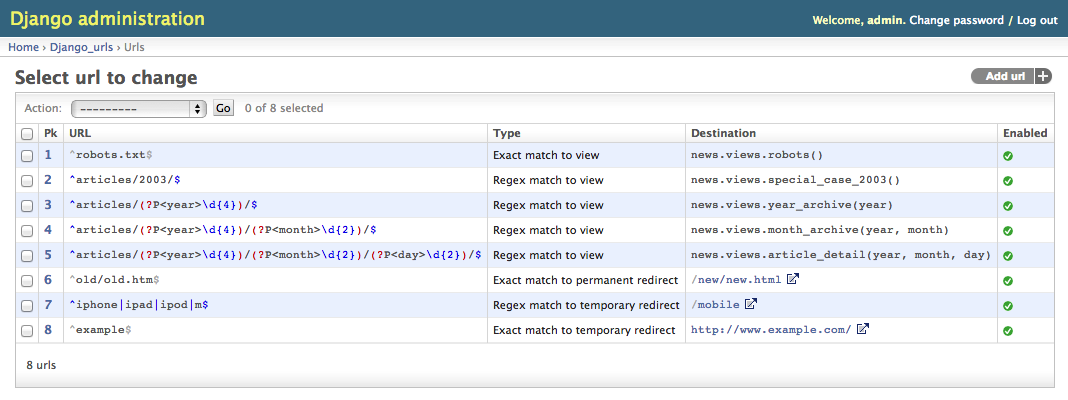 Django administration
Welcome, admin. Change password / Log out
Home › Django_urls › Urls
Select url to change
Add url +
Action: --------- Go 0 of 8 selected
Pk URL Type Destination Enabled
1 ^robots.txt$ Exact match to view news.views.robots()
2 ^articles/2003/$ Regex match to view news.views.special_case_2003()
3 ^articles/(?P<year>\d{4})/$ Regex match to view news.views.year_archive(year)
4 ^articles/(?P<year>\d{4})/(?P<month>\d{2})/$ Regex match to view news.views.month_archive(year, month)
5 ^articles/(?P<year>\d{4})/(?P<month>\d{2})/(?P<day>\d{2})/$ Regex match to view news.views.article_detail(year, month, day)
6 ^old/old.htm$ Exact match to permanent redirect /new/new.html
7 ^iphone|ipad|ipod|m$ Regex match to temporary redirect /mobile
8 ^example$ Exact match to temporary redirect http://www.example.com/
8 urls